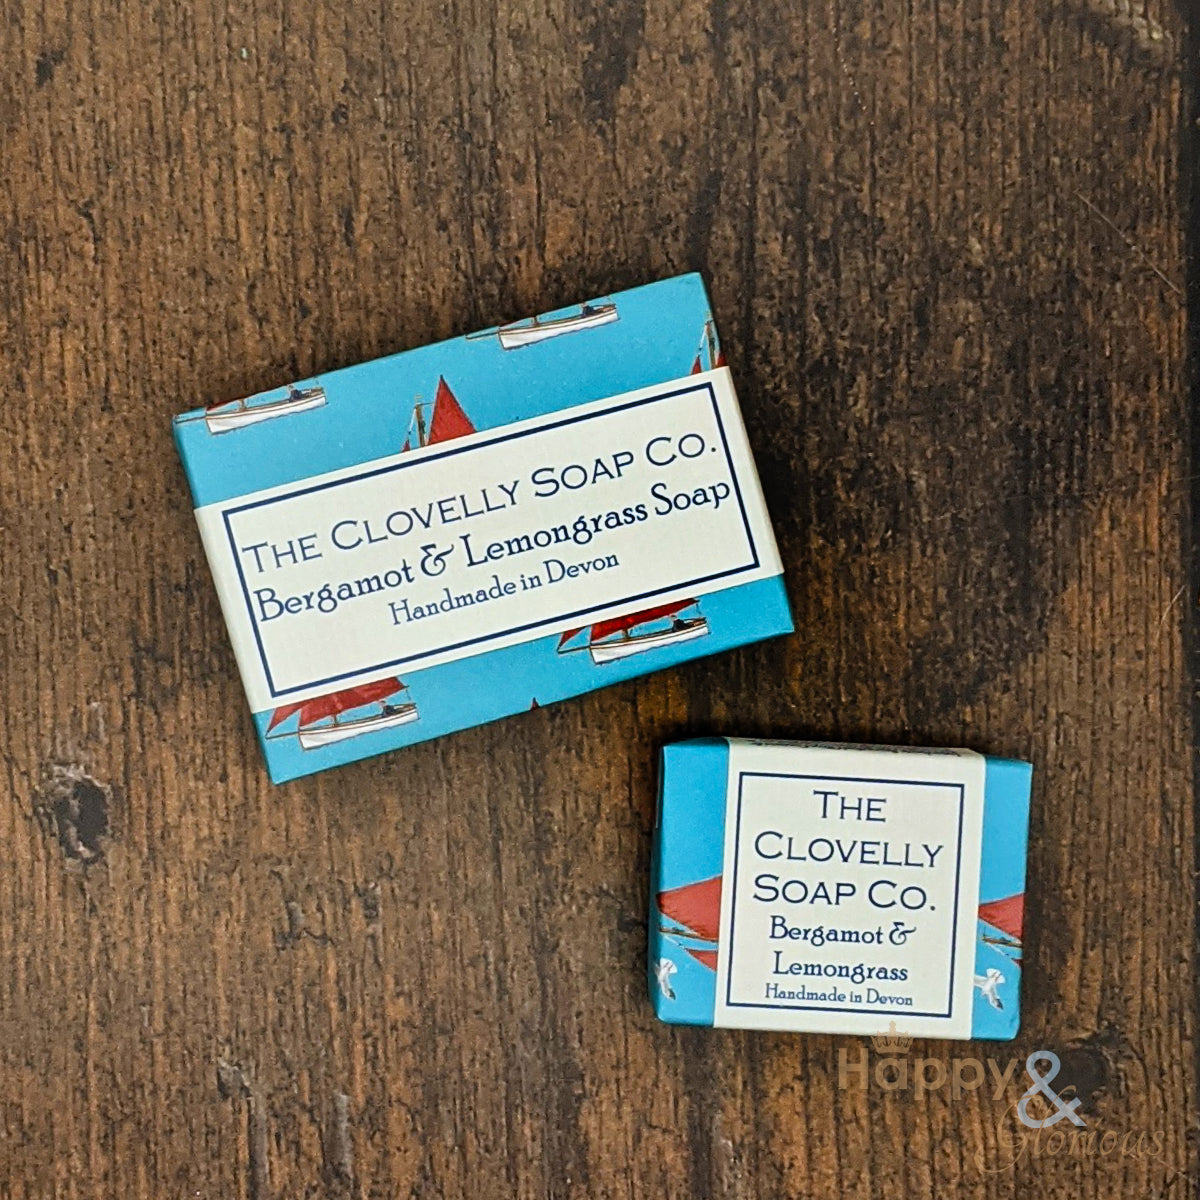 THE CLOVELLY SOAP CO.
Bergamot & Lemongrass Soap
Handmade in Devon
THE
CLOVELLY
SOAP CO.
Bergamot &
Lemongrass
Handmade in Devon
Happy &
Glorious